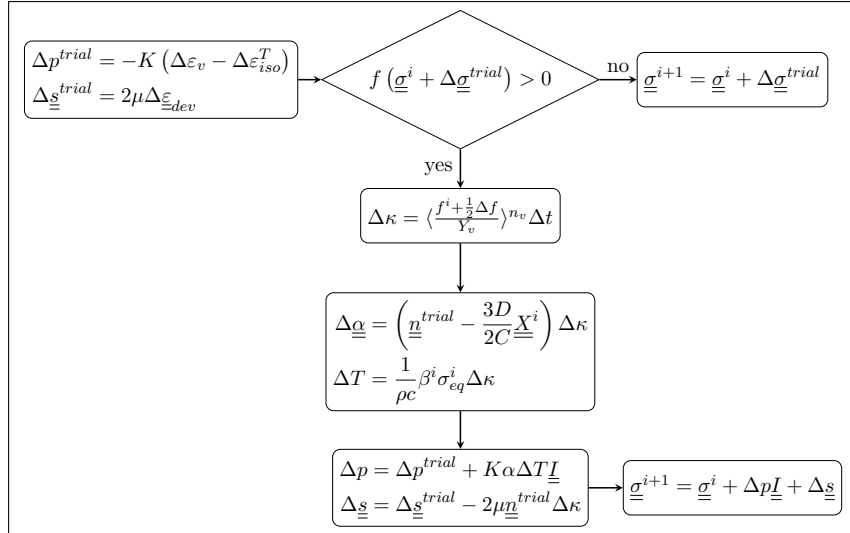 Δp^{trial} = −K (Δε_v − Δε^T_{iso})
Δs̳^{trial} = 2μΔε̳_{dev}
f (σ̳^i + Δσ̳^{trial}) > 0
no
σ̳^{i+1} = σ̳^i + Δσ̳^{trial}
yes
Δκ = ⟨(f^i + ½Δf)/Y_v⟩^{n_v} Δt
Δα̳ = (n̳^{trial} − (3D/2C) X̳^i) Δκ
ΔT = (1/ρc) β^i σ^i_{eq} Δκ
Δp = Δp^{trial} + KαΔT I̳
Δs̳ = Δs̳^{trial} − 2μn̳^{trial}Δκ
σ̳^{i+1} = σ̳^i + Δp I̳ + Δs̳